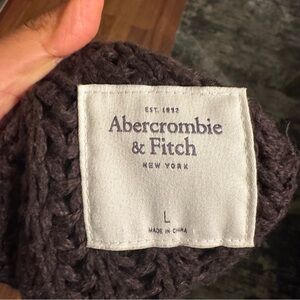 EST. 1892
Abercrombie
& Fitch
NEW YORK
L
MADE IN CHINA